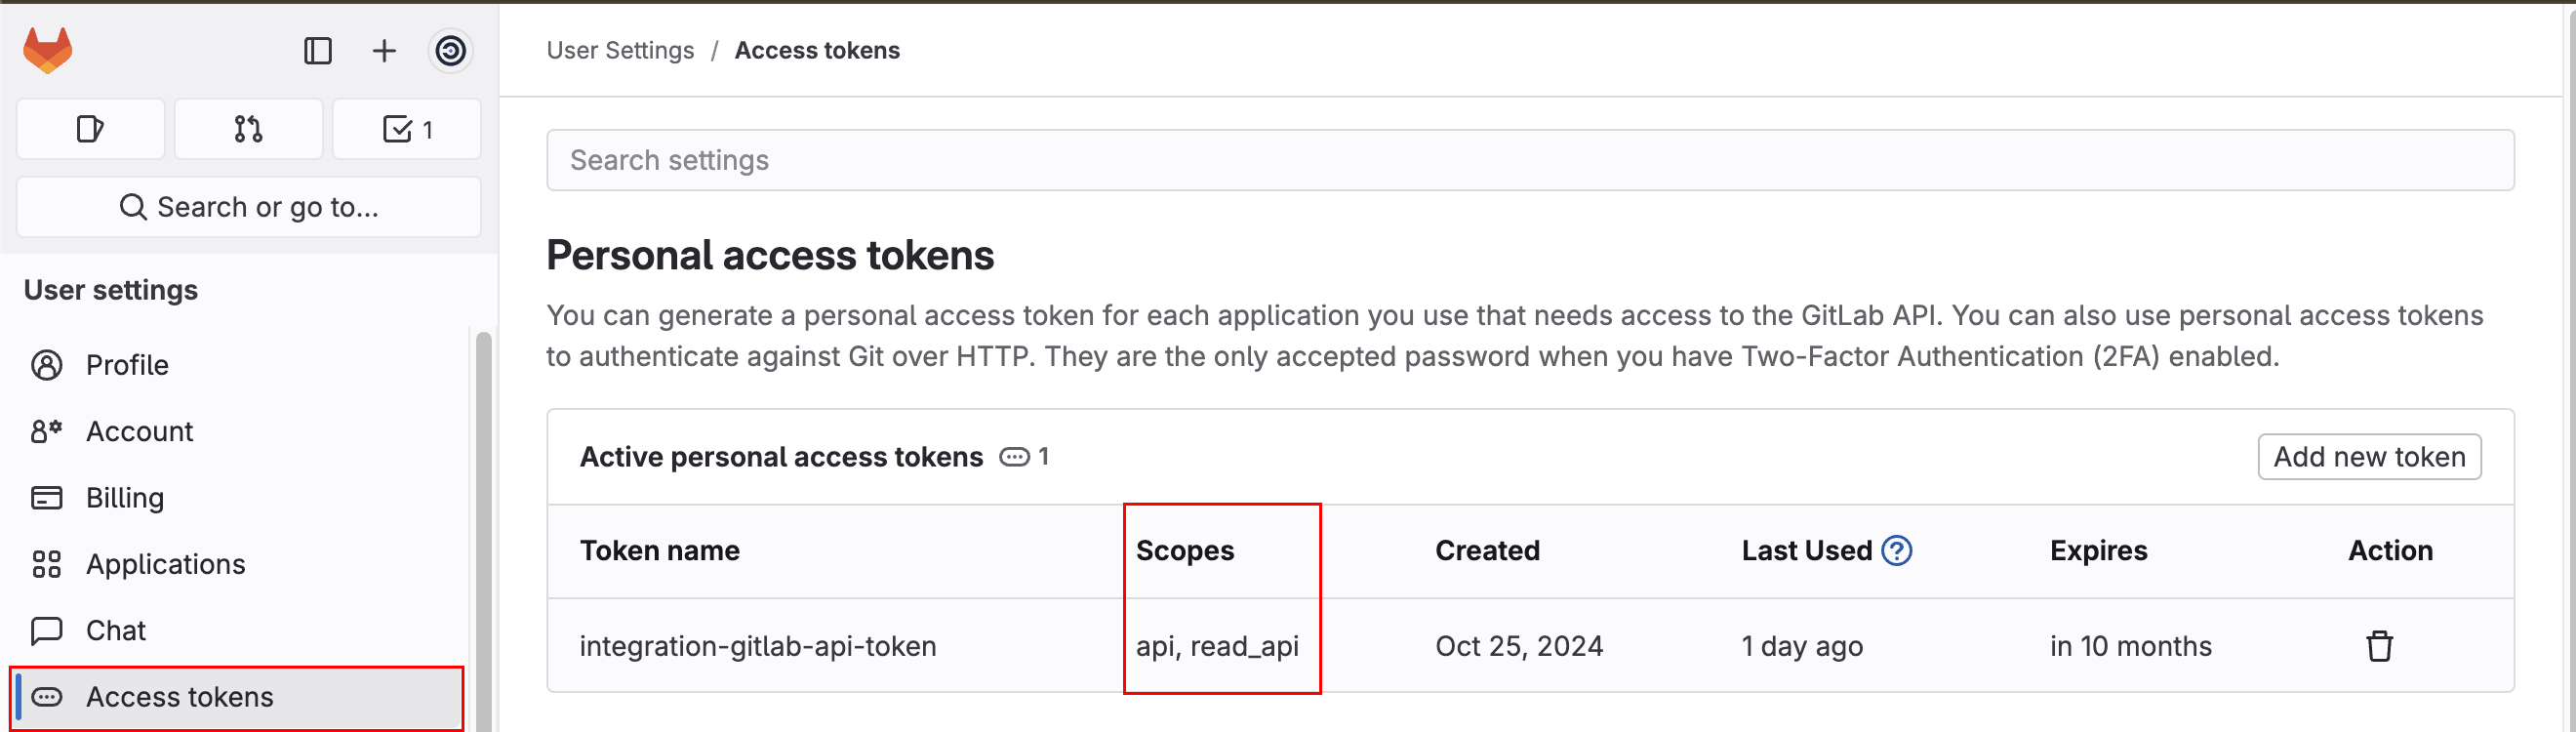 User Settings / Access tokens
1
Search or go to...
User settings
Profile
Account
Billing
Applications
Chat
Access tokens
Search settings
Personal access tokens
You can generate a personal access token for each application you use that needs access to the GitLab API. You can also use personal access tokens
to authenticate against Git over HTTP. They are the only accepted password when you have Two-Factor Authentication (2FA) enabled.
Active personal access tokens 1 Add new token
Token name Scopes Created Last Used ? Expires Action
integration-gitlab-api-token api, read_api Oct 25, 2024 1 day ago in 10 months